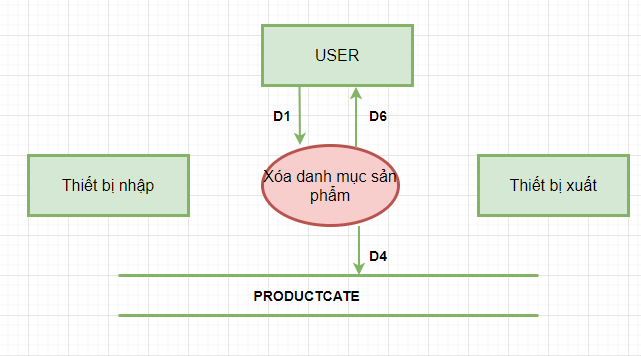 USER
D1
D6
Thiết bị nhập
Xóa danh mục sản
phẩm
Thiết bị xuất
D4
PRODUCTCATE